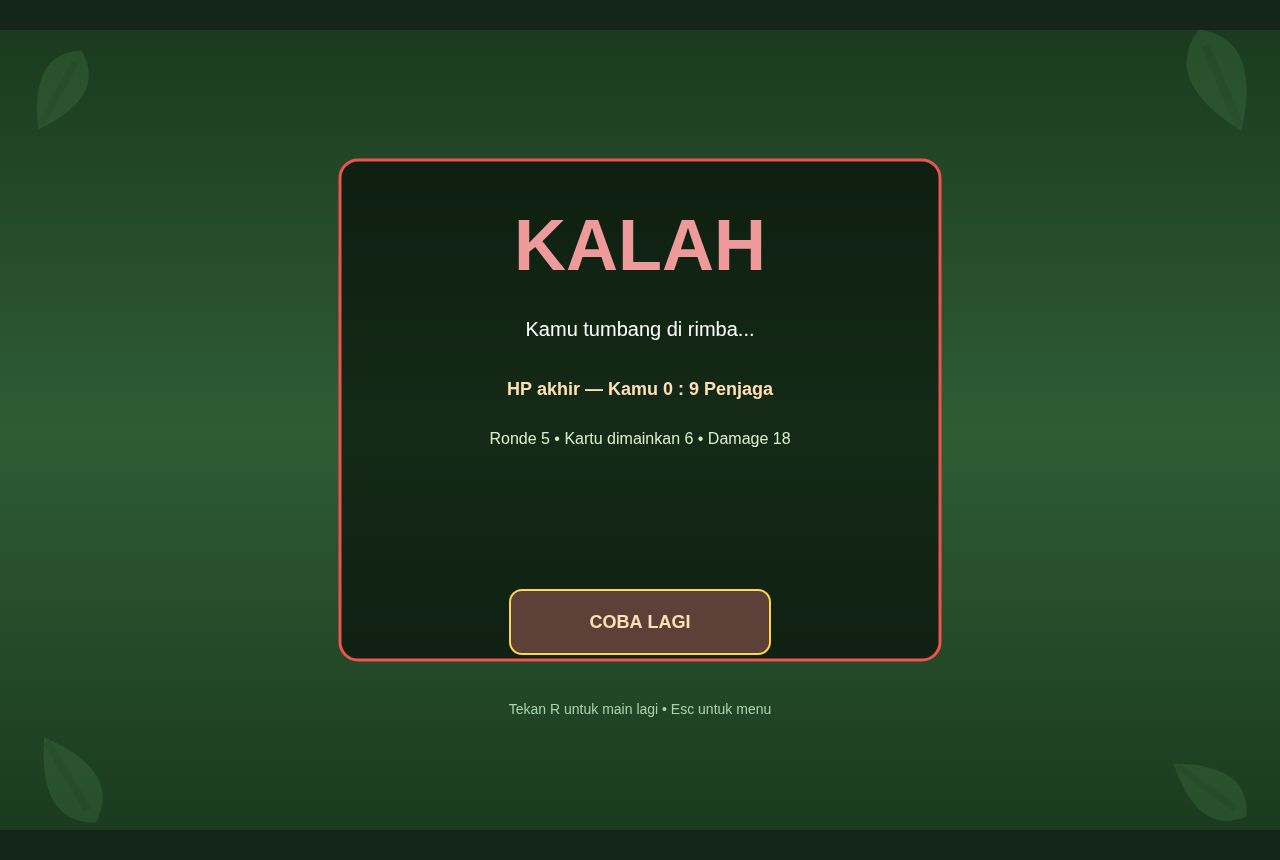 KALAH
Kamu tumbang di rimba...
HP akhir — Kamu 0 : 9 Penjaga
Ronde 5 • Kartu dimainkan 6 • Damage 18
COBA LAGI
Tekan R untuk main lagi • Esc untuk menu